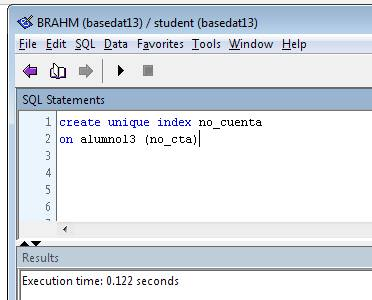 BRAHM (basedat13) / student (basedat13)
File Edit SQL Data Favorites Tools Window Help
SQL Statements
1 create unique index no_cuenta
2 on alumno13 (no_cta)
3
4
5
6
7
Results
Execution time: 0.122 seconds